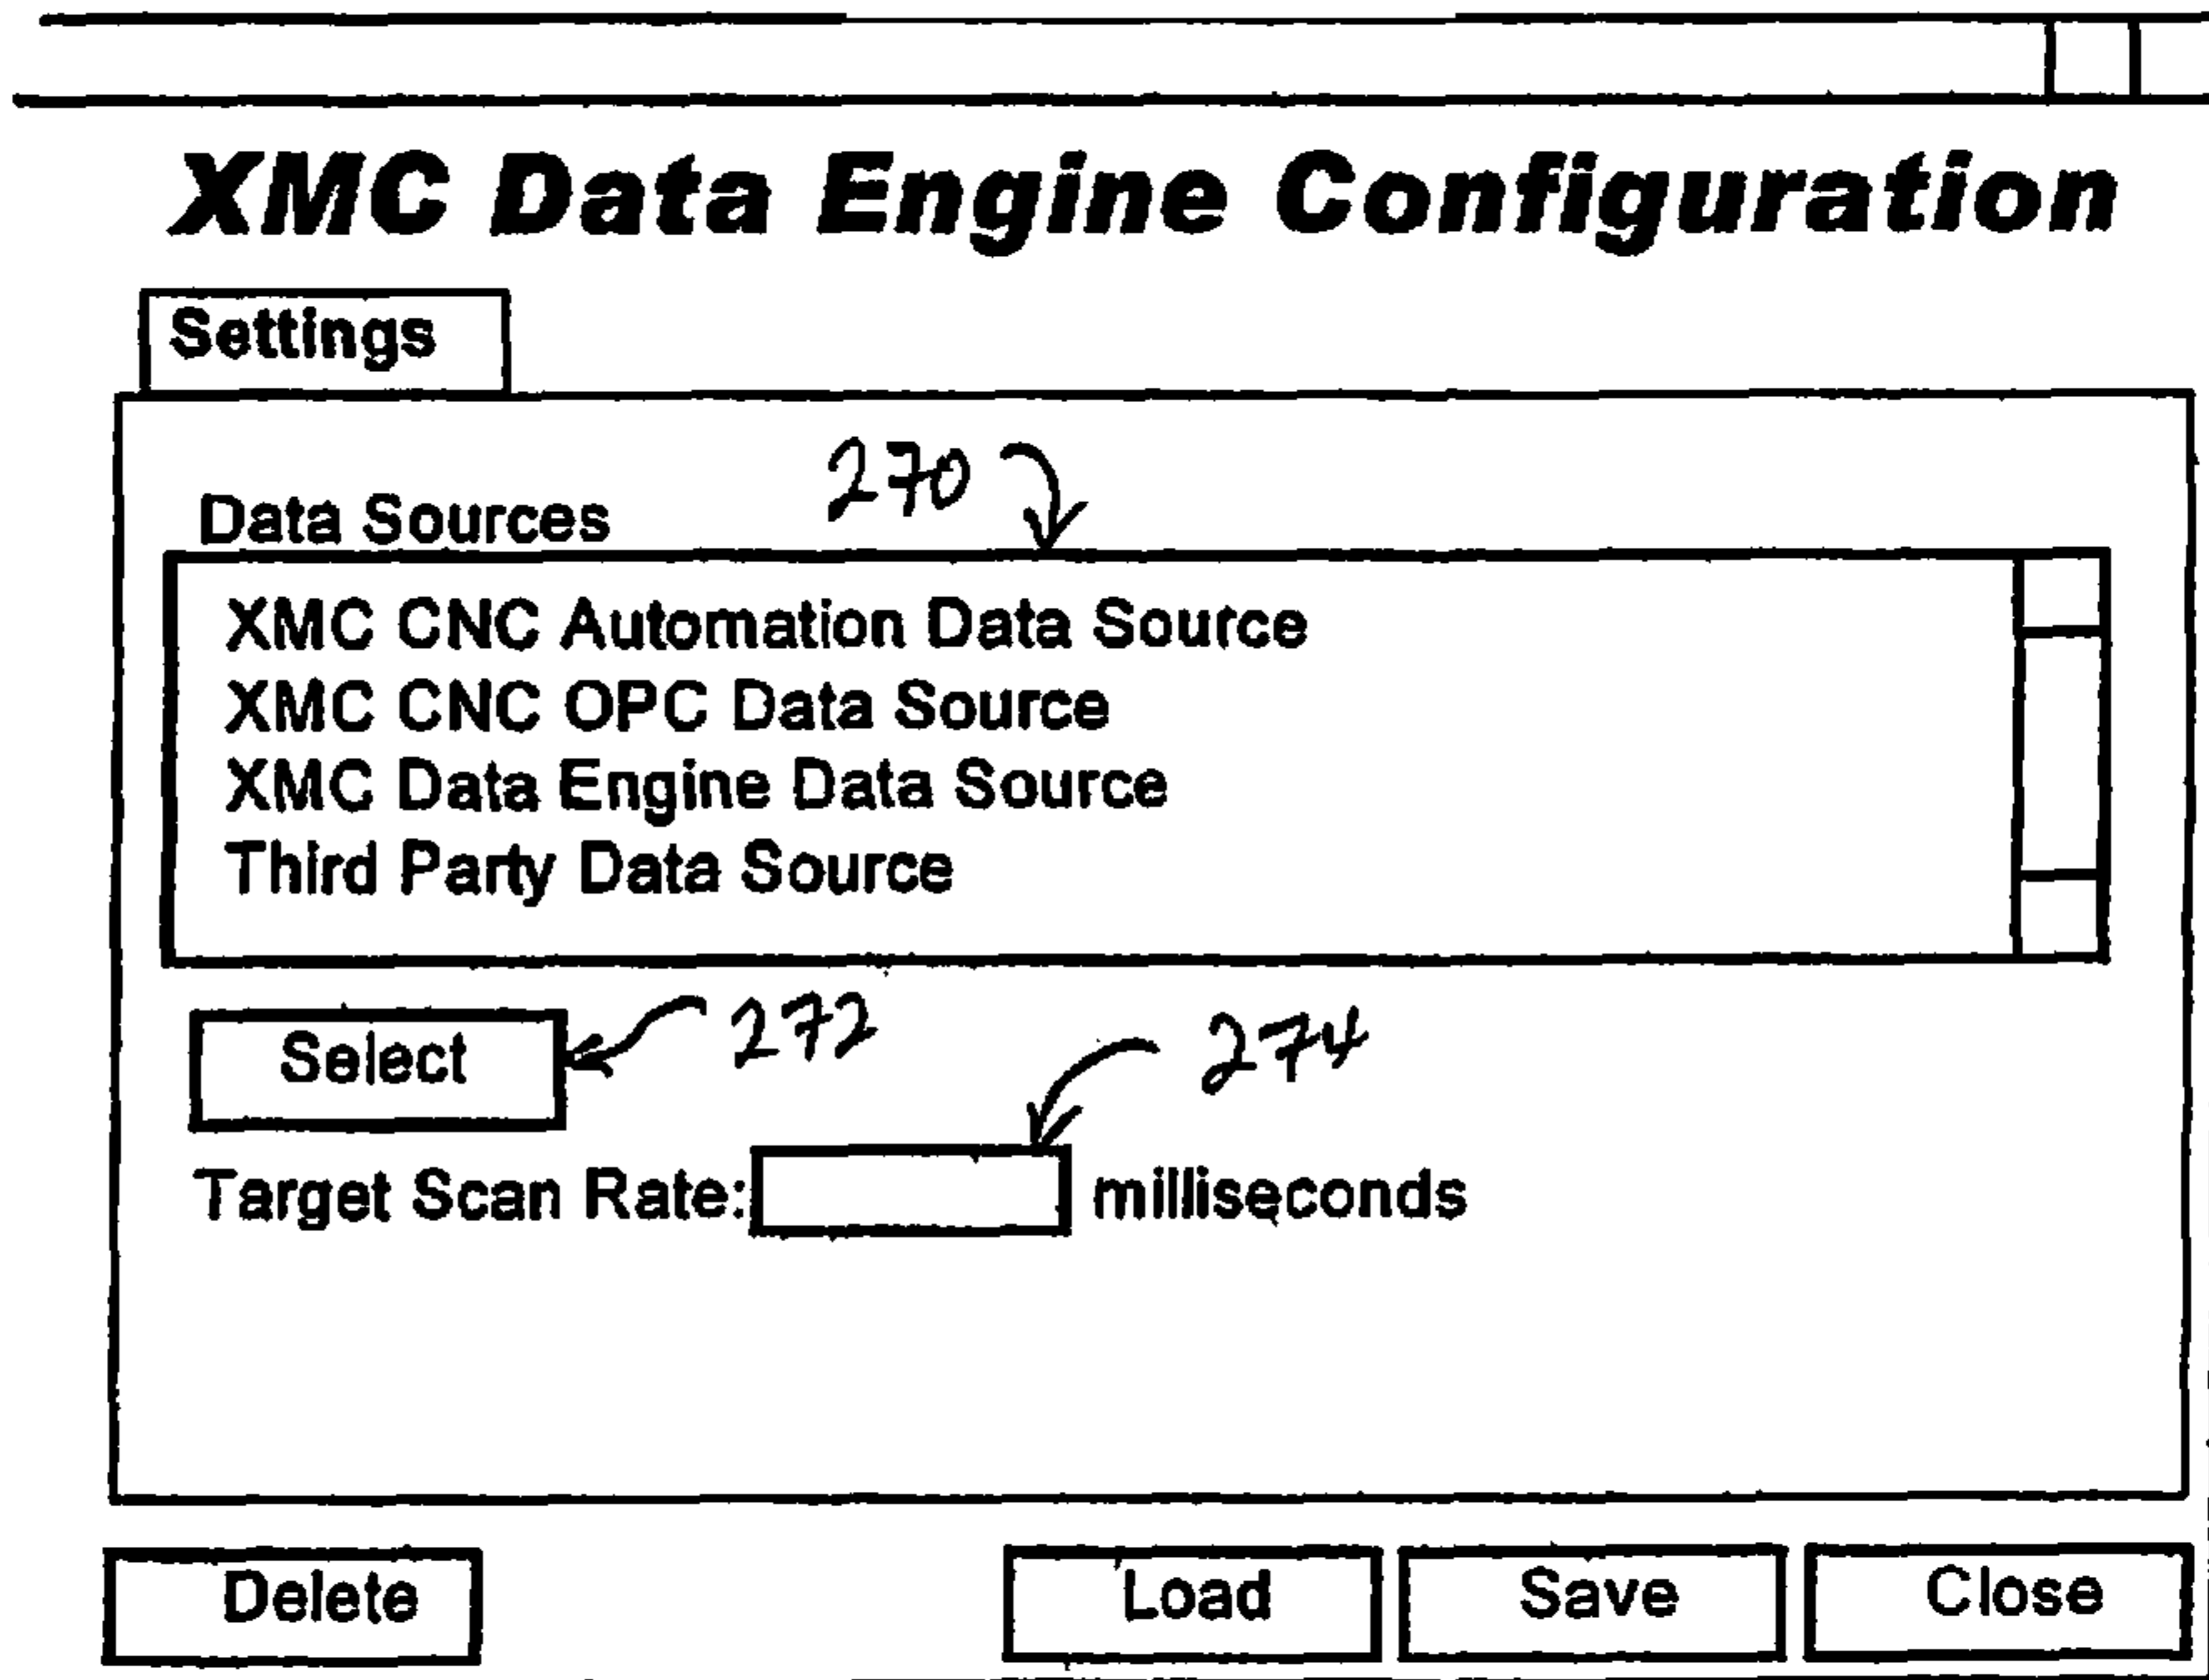 XMC Data Engine Configuration
Settings
270
Data Sources
XMC CNC Automation Data Source
XMC CNC OPC Data Source
XMC Data Engine Data Source
Third Party Data Source
Select 272 274
Target Scan Rate: milliseconds
Delete Load Save Close